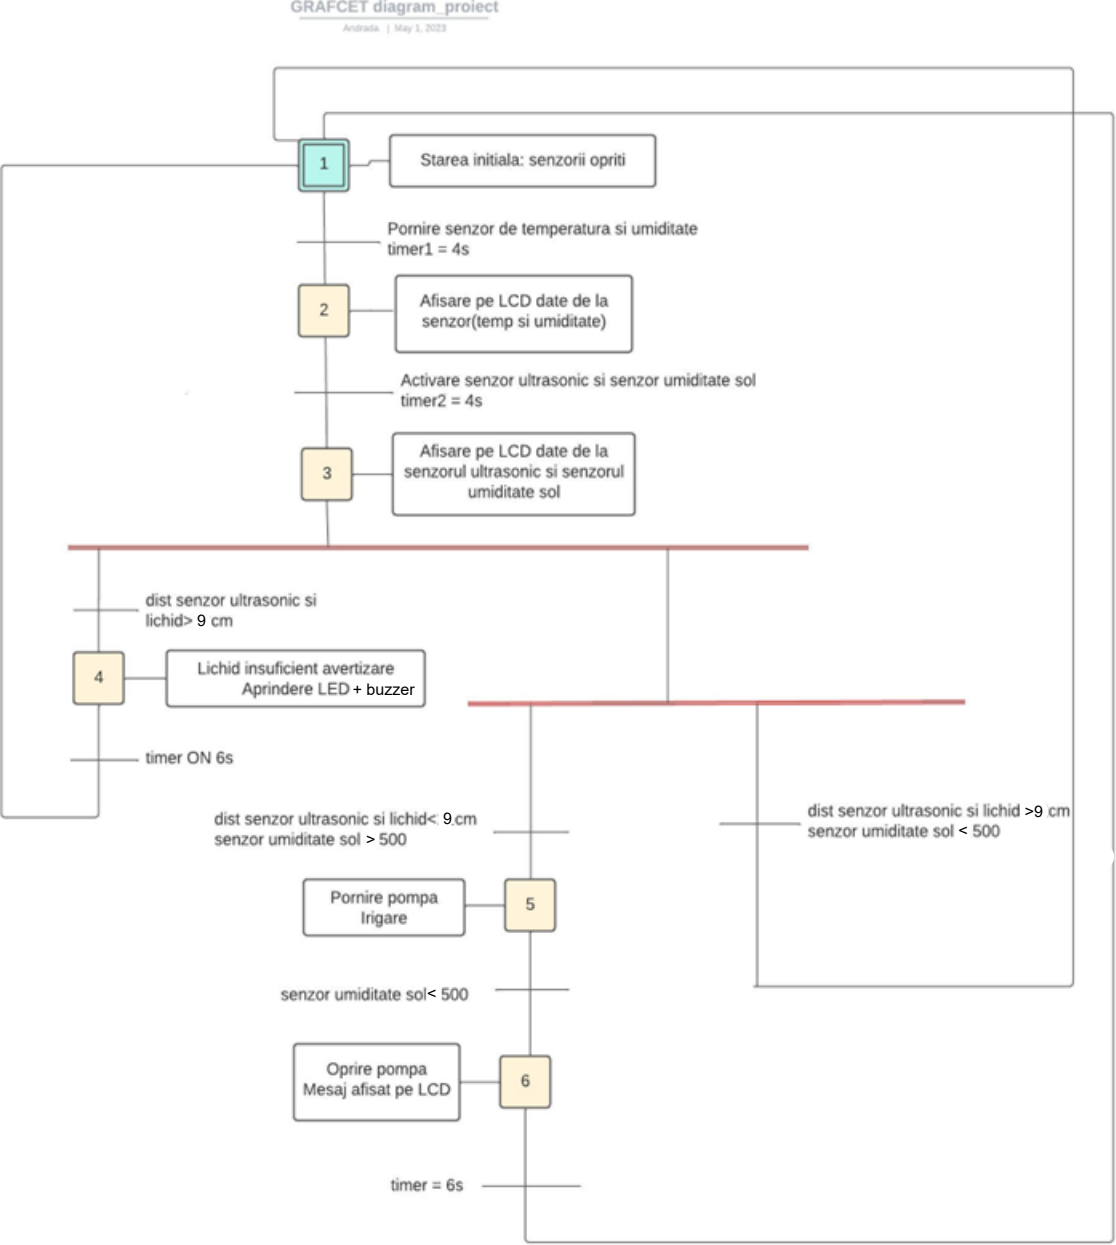 GRAFCET diagram_proiect
Andrada | May 1, 2023
1
Starea initiala: senzorii opriti
Pornire senzor de temperatura si umiditate
timer1 = 4s
2
Afisare pe LCD date de la
senzor(temp si umiditate)
Activare senzor ultrasonic si senzor umiditate sol
timer2 = 4s
3
Afisare pe LCD date de la
senzorul ultrasonic si senzorul
umiditate sol
dist senzor ultrasonic si
lichid> 9 cm
4
Lichid insuficient avertizare
Aprindere LED + buzzer
timer ON 6s
dist senzor ultrasonic si lichid< 9 cm
senzor umiditate sol > 500
dist senzor ultrasonic si lichid >9 cm
senzor umiditate sol < 500
Pornire pompa
Irigare
5
senzor umiditate sol< 500
Oprire pompa
Mesaj afisat pe LCD
6
timer = 6s